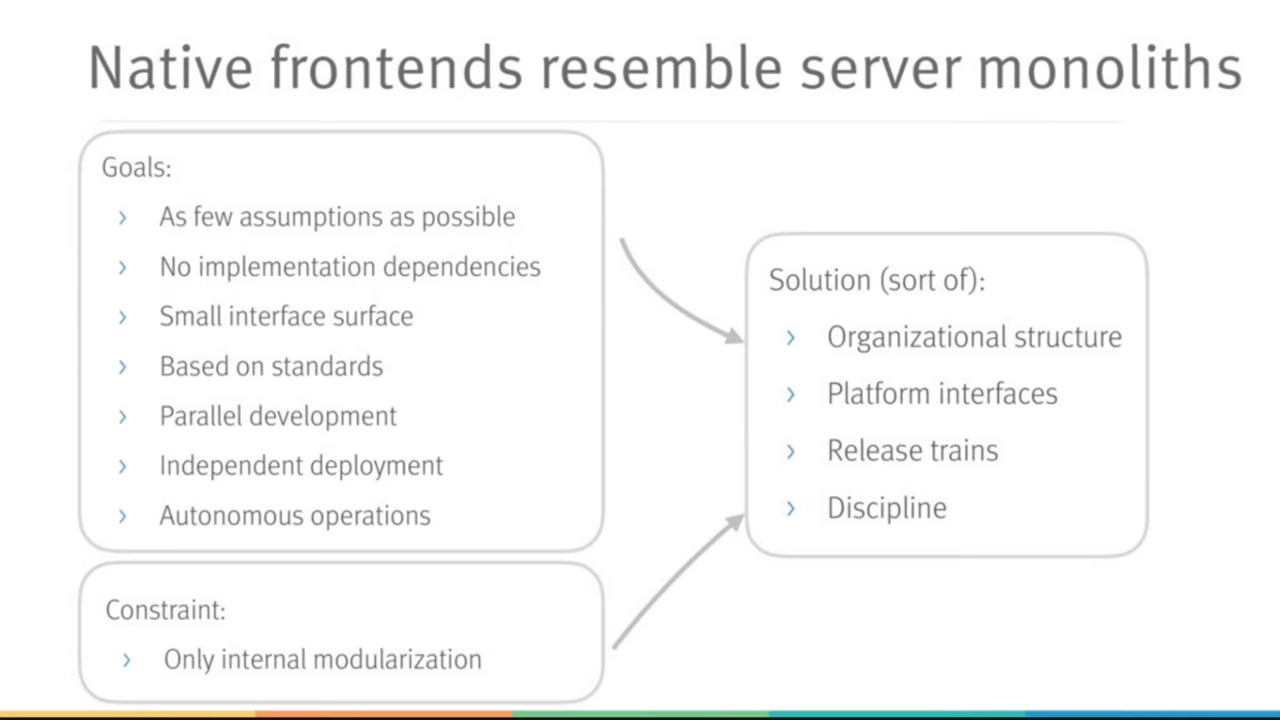 Native frontends resemble server monoliths
Goals:
› As few assumptions as possible
› No implementation dependencies
› Small interface surface
› Based on standards
› Parallel development
› Independent deployment
› Autonomous operations
Constraint:
› Only internal modularization
Solution (sort of):
› Organizational structure
› Platform interfaces
› Release trains
› Discipline